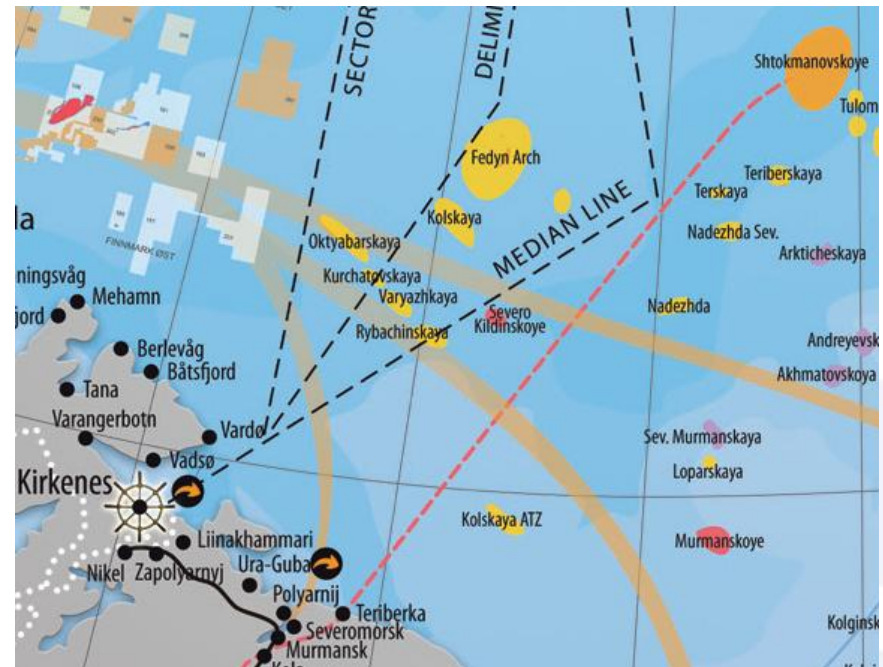 SECTOR
DELIMI
Shtokmanovskoye
Tulom
Fedyn Arch
Teriberskaya
Terskaya
MEDIAN LINE
Kolskaya
Nadezhda Sev.
la
Oktyabarskaya
FINNMARK ØST
Arkticheskaya
ningsvåg
Mehamn
Kurchatovskaya
Varyazhkaya
jord
Severo
Kildinskoye
Nadezhda
Rybachinskaya
Berlevåg
Andreyevsk
Båtsfjord
Akhmatovskoya
Tana
Varangerbotn
Vardø
Sev. Murmanskaya
Vadsø
Loparskaya
Kirkenes
Kolskaya ATZ
Liinakhammari
Murmanskoye
Ura-Guba
Nikel
Zapolyarnyj
Polyarnij
Teriberka
Severomorsk
Kolginsk
Murmansk